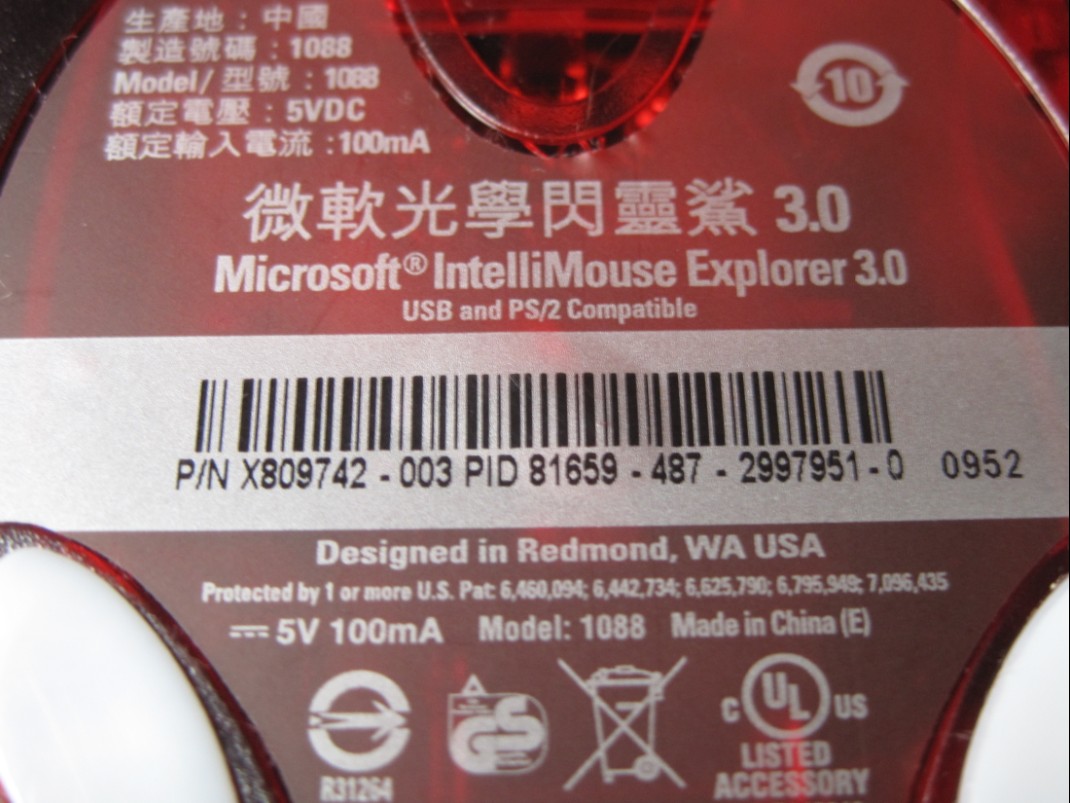 生產地：中國
製造號碼：1088
Model/型號：1088
額定電壓：5VDC
額定輸入電流：100mA
10
微軟光學閃靈鯊 3.0
Microsoft® IntelliMouse Explorer 3.0
USB and PS/2 Compatible
P/N X809742 - 003 PID 81659 - 487 - 2997951 - 0 0952
Designed in Redmond, WA USA
Protected by 1 or more U.S. Pat: 6,460,094; 6,442,734; 6,625,790; 6,795,949; 7,096,435
5V 100mA Model: 1088 Made in China (E)
R31264
GS
C UL US
LISTED
ACCESSORY